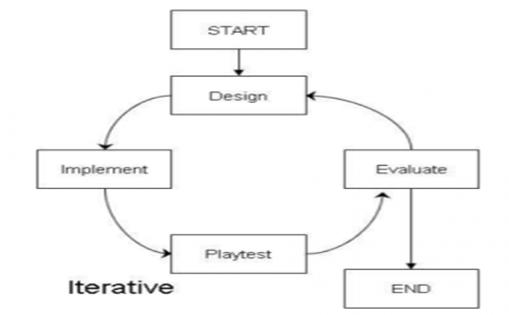 START
Design
Implement
Evaluate
Playtest
Iterative
END